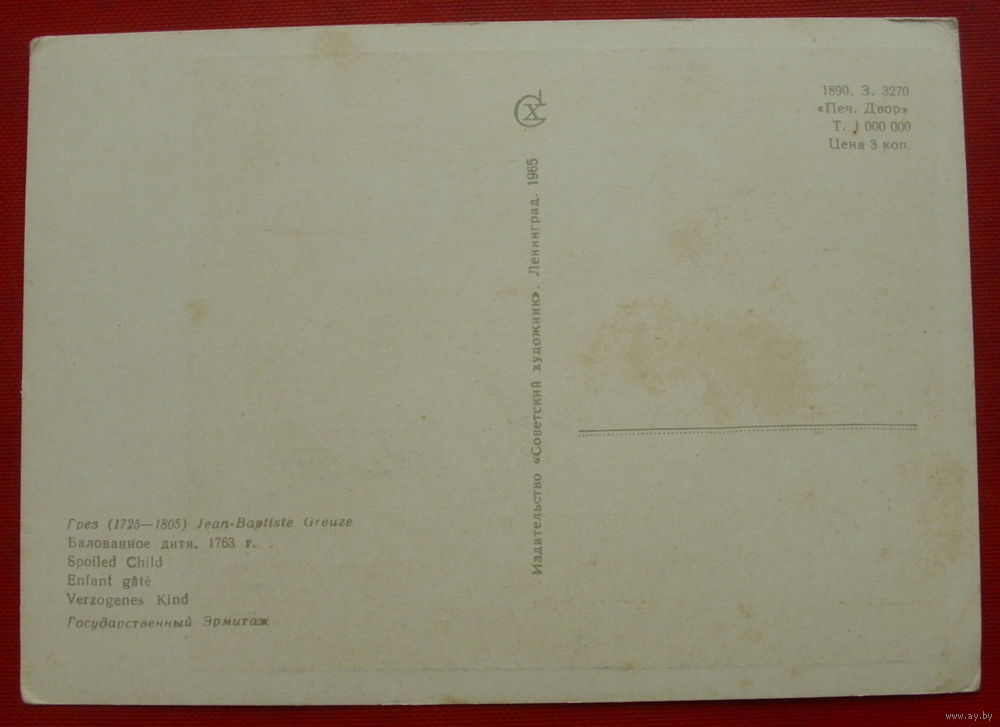 1890. З. 3270
«Печ. Двор»
Т. 1 000 000
Цена 3 коп.
СХ
Издательство «Советский художник». Ленинград. 1965
Грез (1725—1805) Jean-Baptiste Greuze
Балованное дитя. 1763 г.
Spoiled Child
Enfant gâté
Verzogenes Kind
Государственный Эрмитаж
www.ay.by